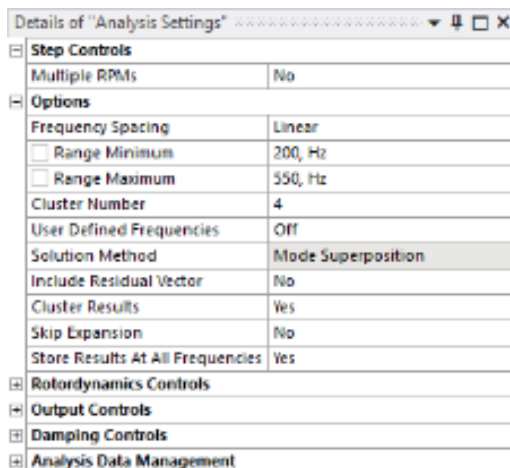 Details of "Analysis Settings"
Step Controls
Multiple RPMs No
Options
Frequency Spacing Linear
Range Minimum 200, Hz
Range Maximum 550, Hz
Cluster Number 4
User Defined Frequencies Off
Solution Method Mode Superposition
Include Residual Vector No
Cluster Results Yes
Skip Expansion No
Store Results At All Frequencies Yes
Rotordynamics Controls
Output Controls
Damping Controls
Analysis Data Management